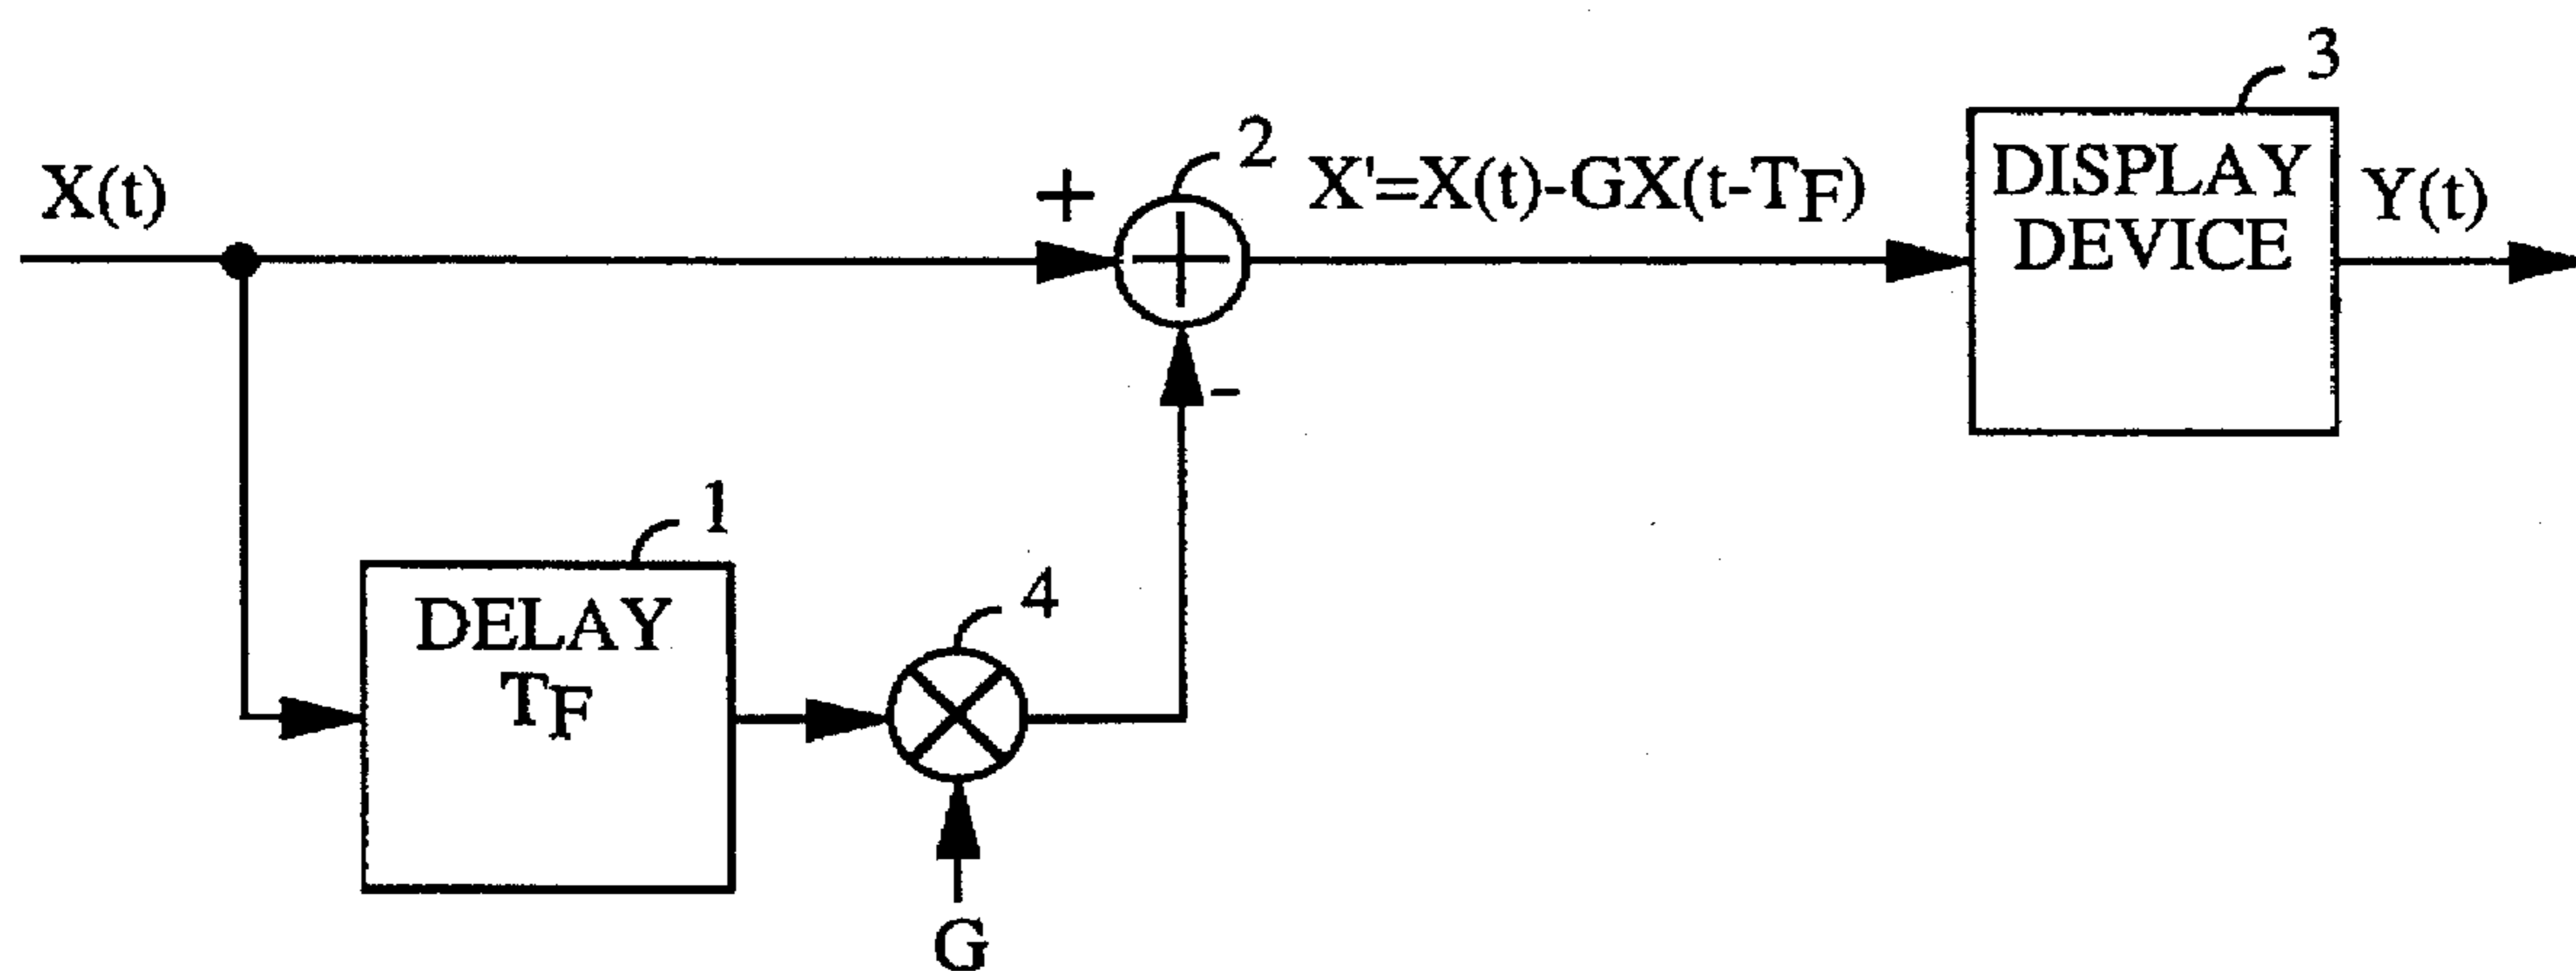 3
2
X(t)
+
X'=X(t)-GX(t-TF)
DISPLAY
DEVICE
Y(t)
-
1
4
DELAY
TF
G